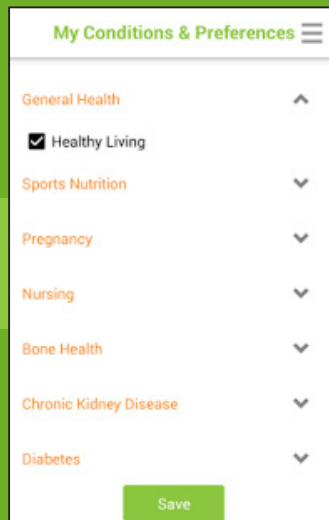 My Conditions & Preferences
General Health
Healthy Living
Sports Nutrition
Pregnancy
Nursing
Bone Health
Chronic Kidney Disease
Diabetes
Save